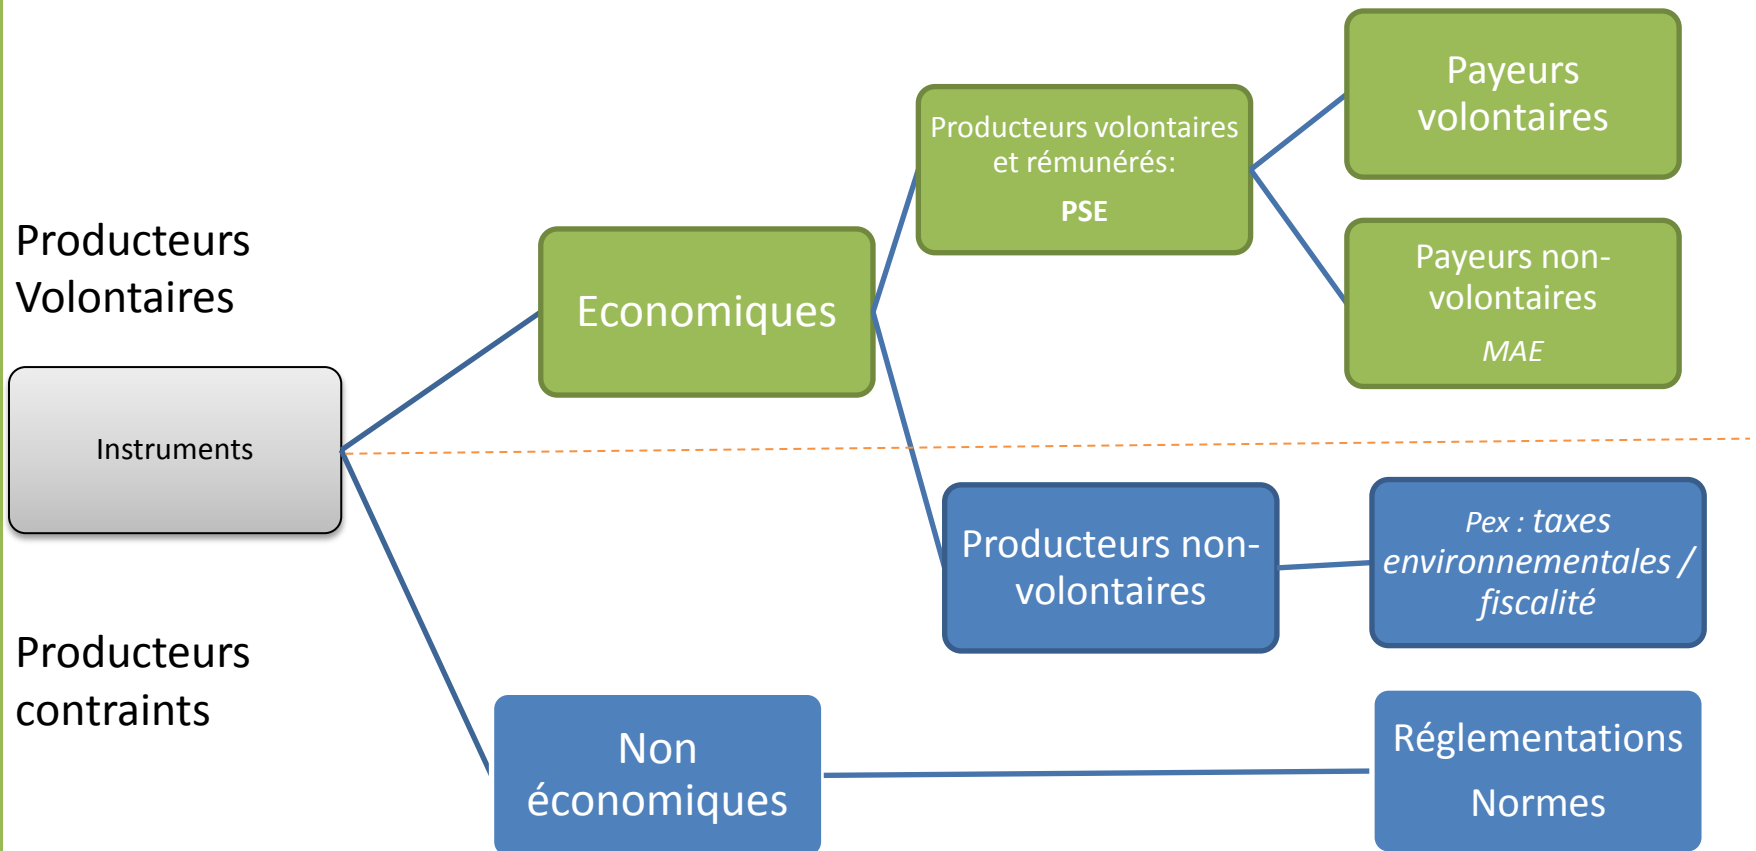 Producteurs
Volontaires
Instruments
Producteurs
contraints
Economiques
Non
économiques
Producteurs volontaires
et rémunérés:
PSE
Producteurs non-
volontaires
Payeurs
volontaires
Payeurs non-
volontaires
MAE
Pex : taxes
environnementales /
fiscalité
Réglementations
Normes